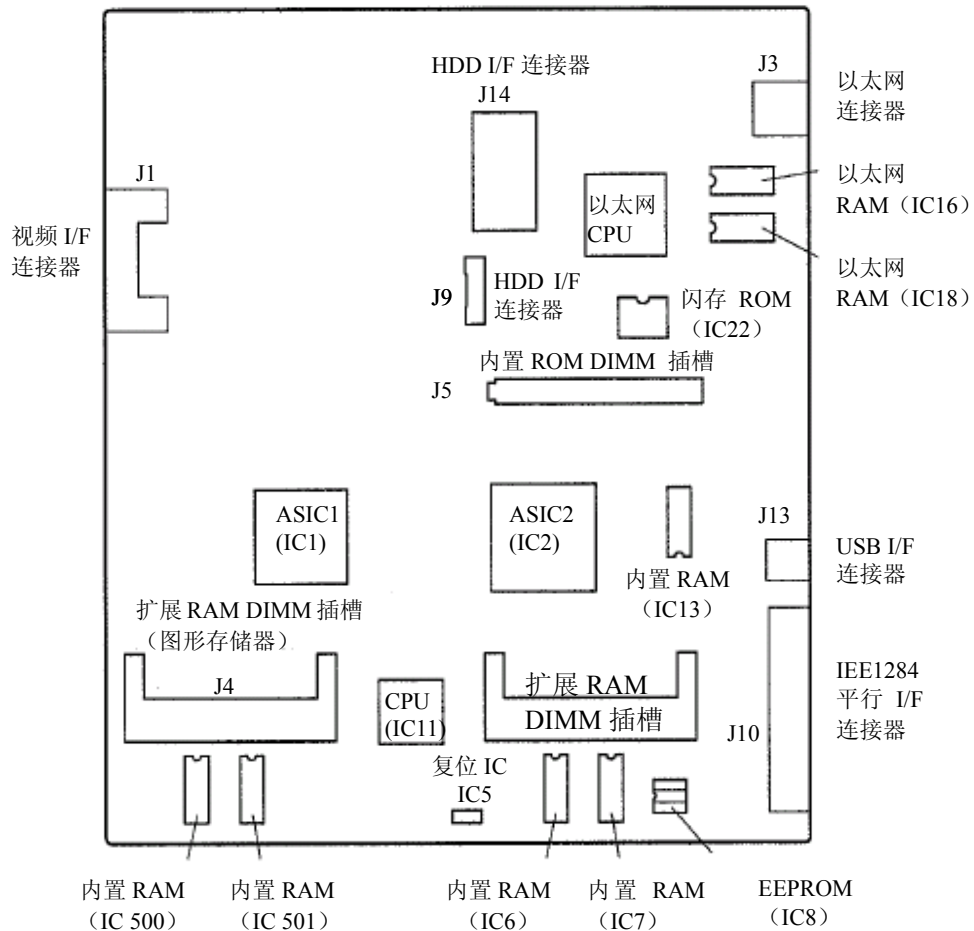 HDD I/F 连接器
J14
J3
以太网
连接器
J1
以太网
RAM（IC16）
以太网
CPU
视频 I/F
连接器
以太网
RAM（IC18）
J9
HDD I/F
连接器
闪存 ROM
（IC22）
内置 ROM DIMM 插槽
J5
ASIC1
(IC1)
ASIC2
(IC2)
J13
USB I/F
连接器
内置 RAM
（IC13）
扩展 RAM DIMM 插槽
（图形存储器）
J4
CPU
(IC11)
扩展 RAM
DIMM 插槽
IEE1284
平行 I/F
连接器
J10
复位 IC
IC5
内置 RAM
（IC 500）
内置 RAM
（IC 501）
内置 RAM
（IC6）
内置 RAM
（IC7）
EEPROM
（IC8）